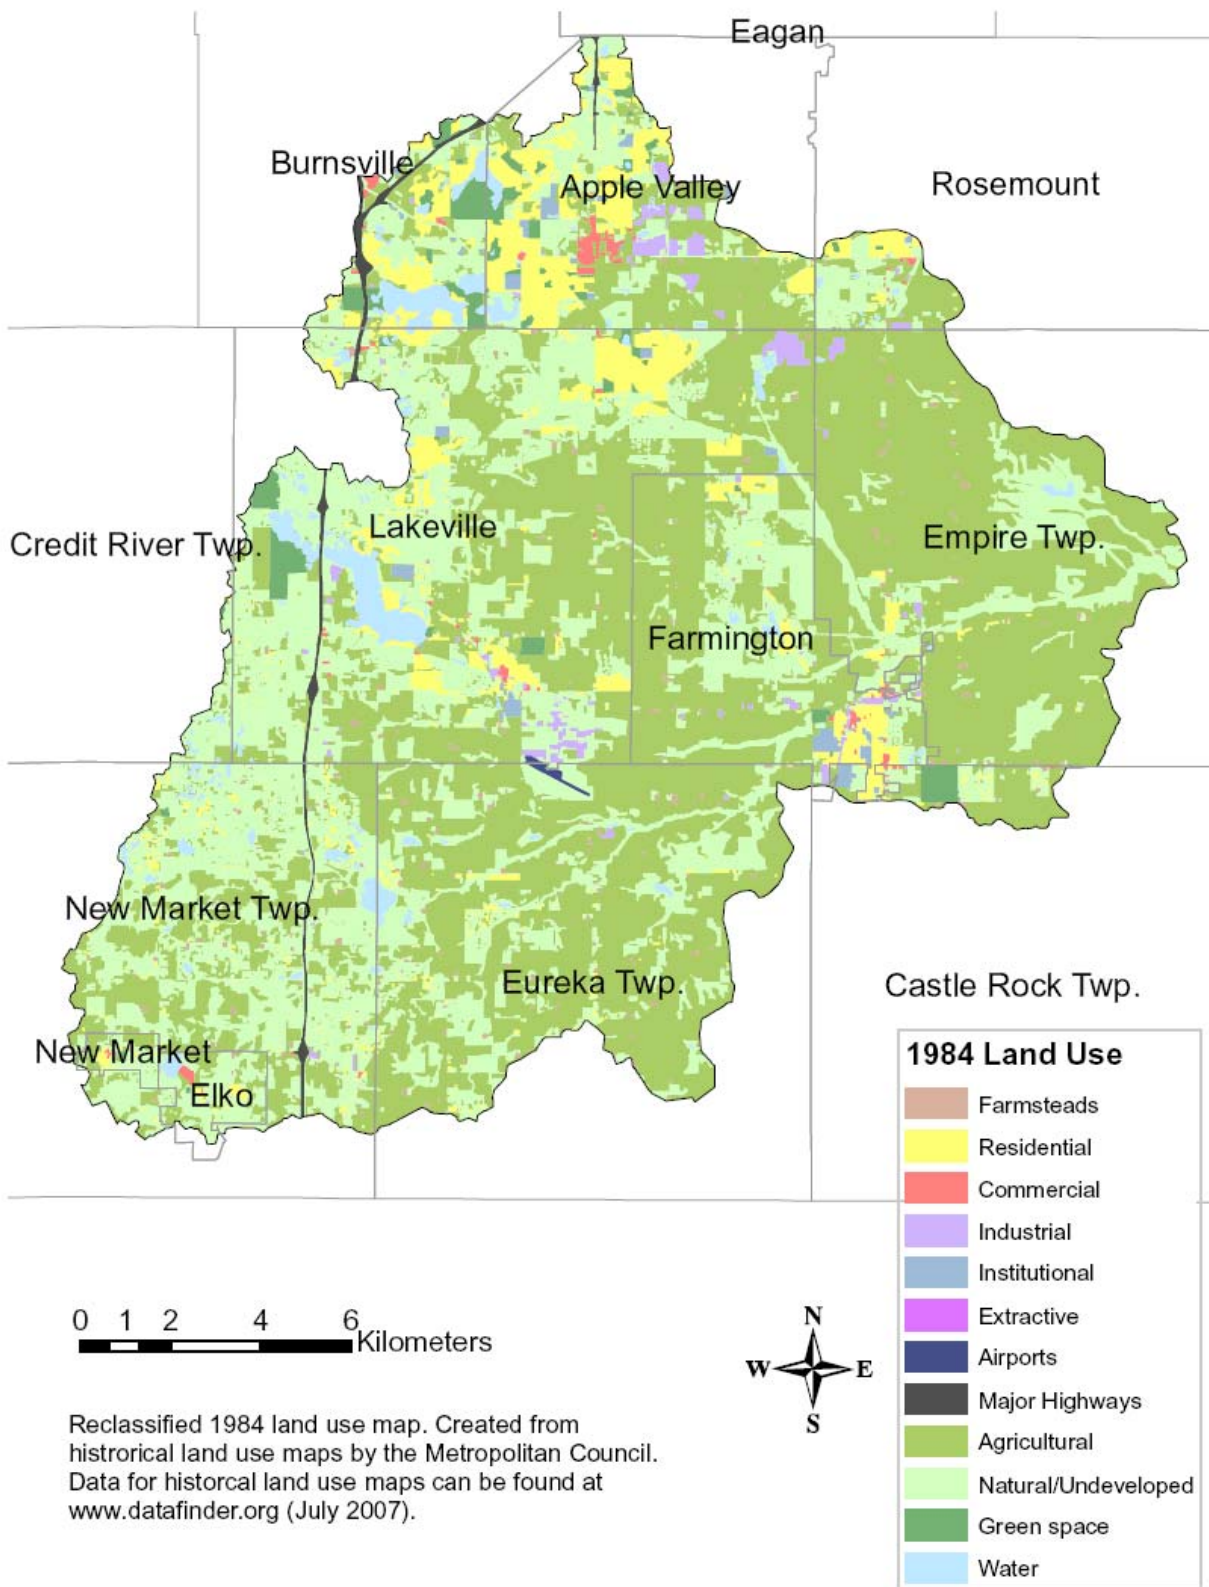 Eagan
Burnsville
Apple Valley
Rosemount
Credit River Twp.
Lakeville
Empire Twp.
Farmington
New Market Twp.
Eureka Twp.
Castle Rock Twp.
New Market
Elko
1984 Land Use
Farmsteads
Residential
Commercial
Industrial
Institutional
Extractive
Airports
Major Highways
Agricultural
Natural/Undeveloped
Green space
Water
0 1 2 4 6
Kilometers
N
W E
S
Reclassified 1984 land use map. Created from
histrorical land use maps by the Metropolitan Council.
Data for historcal land use maps can be found at
www.datafinder.org (July 2007).